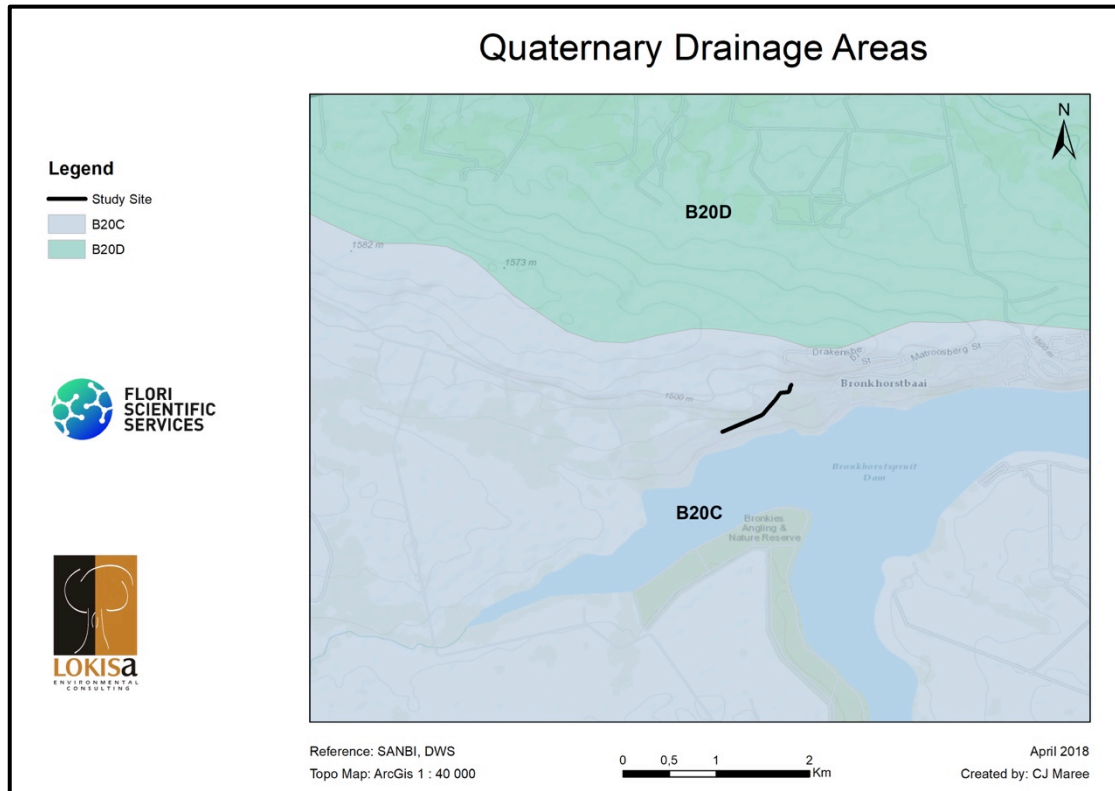 Quaternary Drainage Areas
N
Legend
Study Site
B20C
B20D
B20D
1582 m
1573 m
Matroosberg St
St
1500 m
Bronkhorstbaai
Bronkhorstspruit
Dam
B20C
Bronkies
Angling &
Nature Reserve
FLORI
SCIENTIFIC
SERVICES
LOKISa
ENVIRONMENTAL
CONSULTING
Reference: SANBI, DWS
Topo Map: ArcGis 1 : 40 000
0 0,5 1 2
Km
April 2018
Created by: CJ Maree